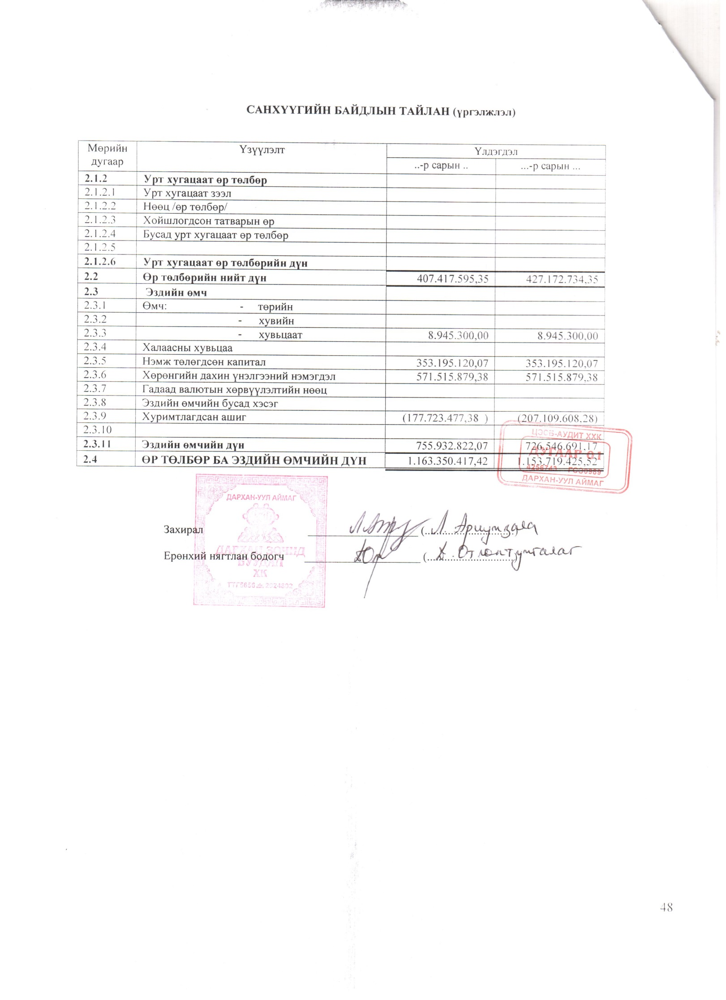 САНХҮҮГИЙН БАЙДЛЫН ТАЙЛАН (үргэлжлэл)
Мөрийн дугаар Үзүүлэлт Үлдэгдэл
..-р сарын .. ...-р сарын ...
2.1.2 Урт хугацаат өр төлбөр
2.1.2.1 Урт хугацаат зээл
2.1.2.2 Нөөц /өр төлбөр/
2.1.2.3 Хойшлогдсон татварын өр
2.1.2.4 Бусад урт хугацаат өр төлбөр
2.1.2.5
2.1.2.6 Урт хугацаат өр төлбөрийн дүн
2.2 Өр төлбөрийн нийт дүн 407.417.595,35 427.172.734,35
2.3 Эздийн өмч
2.3.1 Өмч: - төрийн
2.3.2 - хувийн
2.3.3 - хувьцаат 8.945.300,00 8.945.300,00
2.3.4 Халаасны хувьцаа
2.3.5 Нэмж төлөгдсөн капитал 353.195.120,07 353.195.120,07
2.3.6 Хөрөнгийн дахин үнэлгээний нэмэгдэл 571.515.879,38 571.515.879,38
2.3.7 Гадаад валютын хөрвүүлэлтийн нөөц
2.3.8 Эздийн өмчийн бусад хэсэг
2.3.9 Хуримтлагдсан ашиг (177.723.477,38 ) (207.109.608,28)
2.3.10
2.3.11 Эздийн өмчийн дүн 755.932.822,07 726.546.691,17
2.4 ӨР ТӨЛБӨР БА ЭЗДИЙН ӨМЧИЙН ДҮН 1.163.350.417,42 1.153.719.425,52
ЦЭСБ-АУДИТ ХХК
ДУГААР 01
4256743
ДАРХАН-УУЛ АЙМАГ
ДАРХАН-УУЛ АЙМАГ
ДАРХАН ЗОЧИД
БУУДАЛ
ХК
Захирал (Л. Ариунзаяа)
Ерөнхий нягтлан бодогч (
48